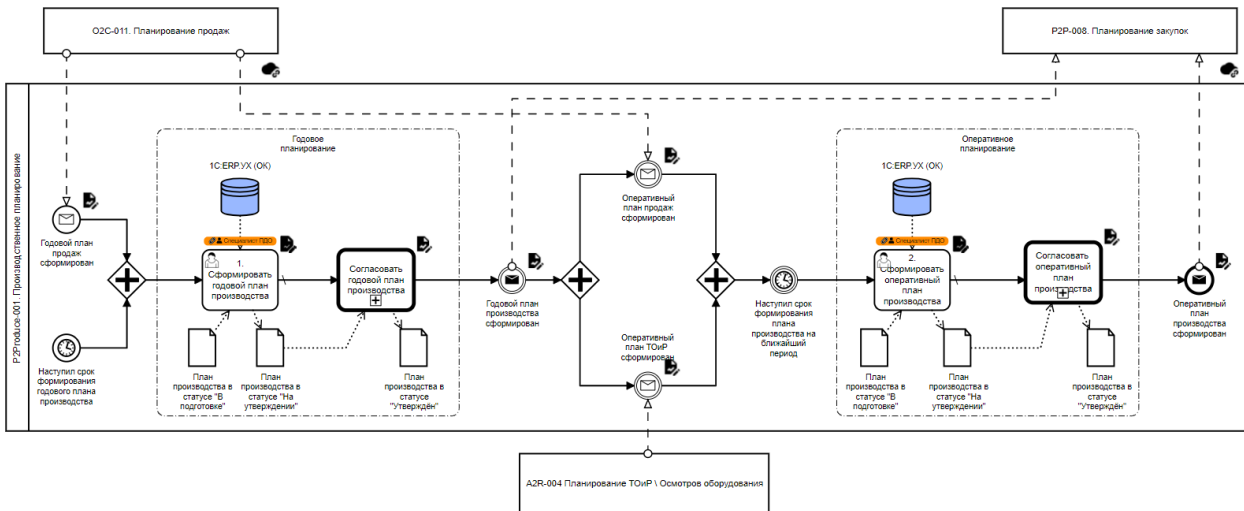 O2C-011. Планирование продаж
P2P-008. Планирование закупок
P2Produce-001. Производственное планирование
Годовое
планирование
1С:ERP.УХ (ОК)
Годовой план
продаж
сформирован
Наступил срок
формирования
годового плана
производства
Специалист ПДО
1.
Сформировать
годовой план
производства
Согласовать
годовой план
производства
План
производства в
статусе "В
подготовке"
План
производства в
статусе "На
утверждении"
План
производства в
статусе
"Утверждён"
Годовой план
производства
сформирован
Оперативный
план продаж
сформирован
Оперативный
план ТОиР
сформирован
Наступил срок
формирования
плана
производства на
ближайший
период
Оперативное
планирование
1С:ERP.УХ (ОК)
Специалист ПДО
2.
Сформировать
оперативный
план
производства
Согласовать
оперативный
план
производства
План
производства в
статусе "В
подготовке"
План
производства в
статусе "На
утверждении"
План
производства в
статусе
"Утверждён"
Оперативный
план
производства
сформирован
A2R-004 Планирование ТОиР \ Осмотров оборудования